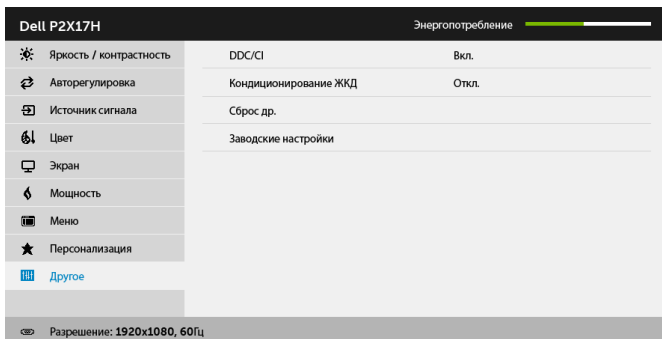 Dell P2X17H Энергопотребление
Яркость / контрастность DDC/CI Вкл.
Авторегулировка Кондиционирование ЖКД Откл.
Источник сигнала Сброс др.
Цвет Заводские настройки
Экран
Мощность
Меню
Персонализация
Другое
Разрешение: 1920x1080, 60Гц